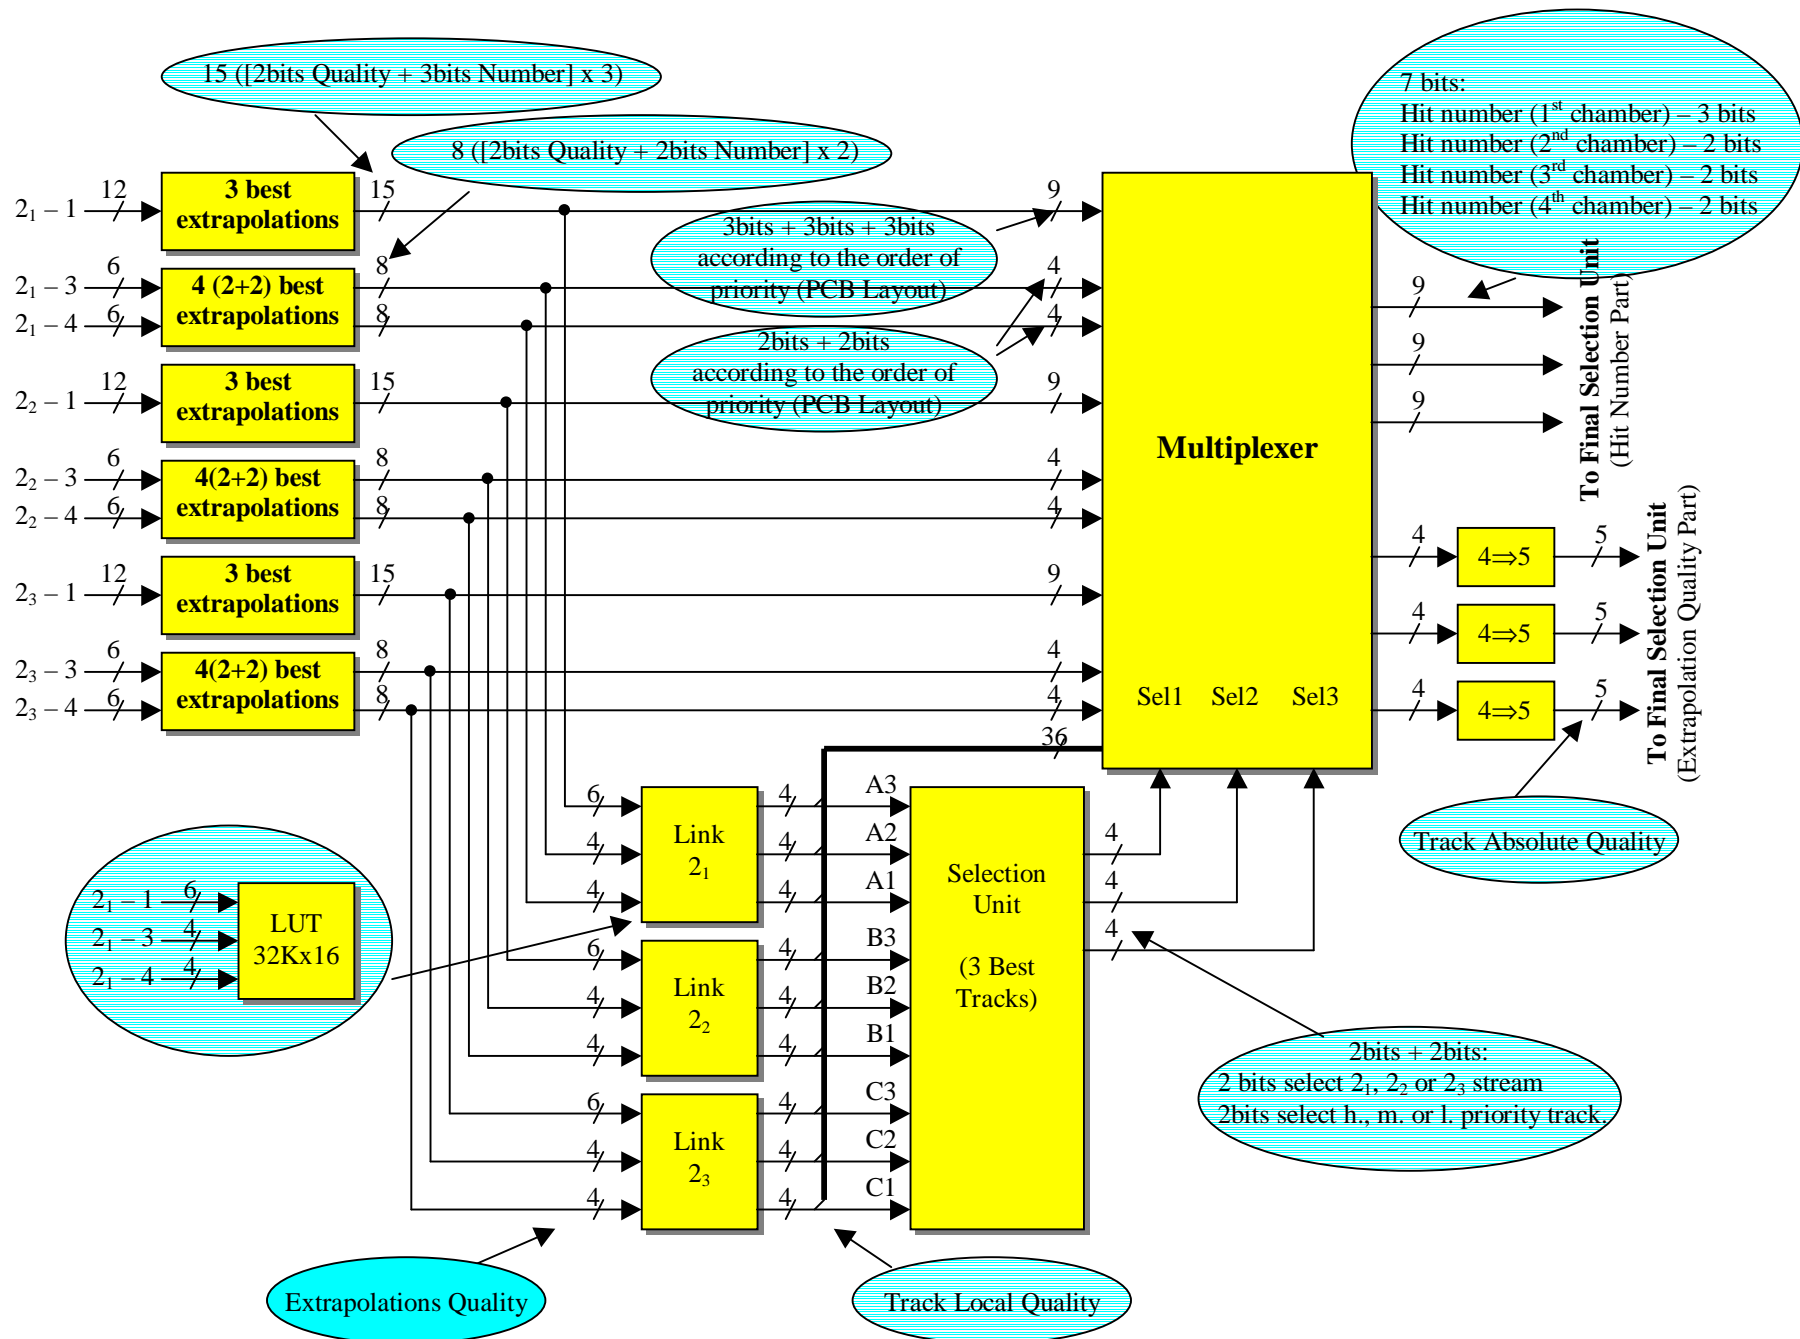 15 ([2bits Quality + 3bits Number] x 3)
8 ([2bits Quality + 2bits Number] x 2)
7 bits:
Hit number (1st chamber) – 3 bits
Hit number (2nd chamber) – 2 bits
Hit number (3rd chamber) – 2 bits
Hit number (4th chamber) – 2 bits
2₁ – 1
12
3 best
extrapolations
15
9
3bits + 3bits + 3bits
according to the order of
priority (PCB Layout)
2₁ – 3
6
2₁ – 4
6
4 (2+2) best
extrapolations
8
8
4
4
2bits + 2bits
according to the order of
priority (PCB Layout)
2₂ – 1
12
3 best
extrapolations
15
9
2₂ – 3
6
2₂ – 4
6
4(2+2) best
extrapolations
8
8
4
4
2₃ – 1
12
3 best
extrapolations
15
9
2₃ – 3
6
2₃ – 4
6
4(2+2) best
extrapolations
8
8
4
4
36
Multiplexer
Sel1 Sel2 Sel3
9
9
9
To Final Selection Unit
(Hit Number Part)
4
4⇒5
5
4
4⇒5
5
4
4⇒5
5
To Final Selection Unit
(Extrapolation Quality Part)
Track Absolute Quality
6
4
4
Link
2₁
4
4
4
A3
A2
A1
6
4
4
Link
2₂
4
4
4
B3
B2
B1
6
4
4
Link
2₃
4
4
4
C3
C2
C1
Selection
Unit
(3 Best
Tracks)
4
4
4
2₁ – 1
6
2₁ – 3
4
2₁ – 4
4
LUT
32Kx16
2bits + 2bits:
2 bits select 2₁, 2₂ or 2₃ stream
2bits select h., m. or l. priority track.
Extrapolations Quality
Track Local Quality